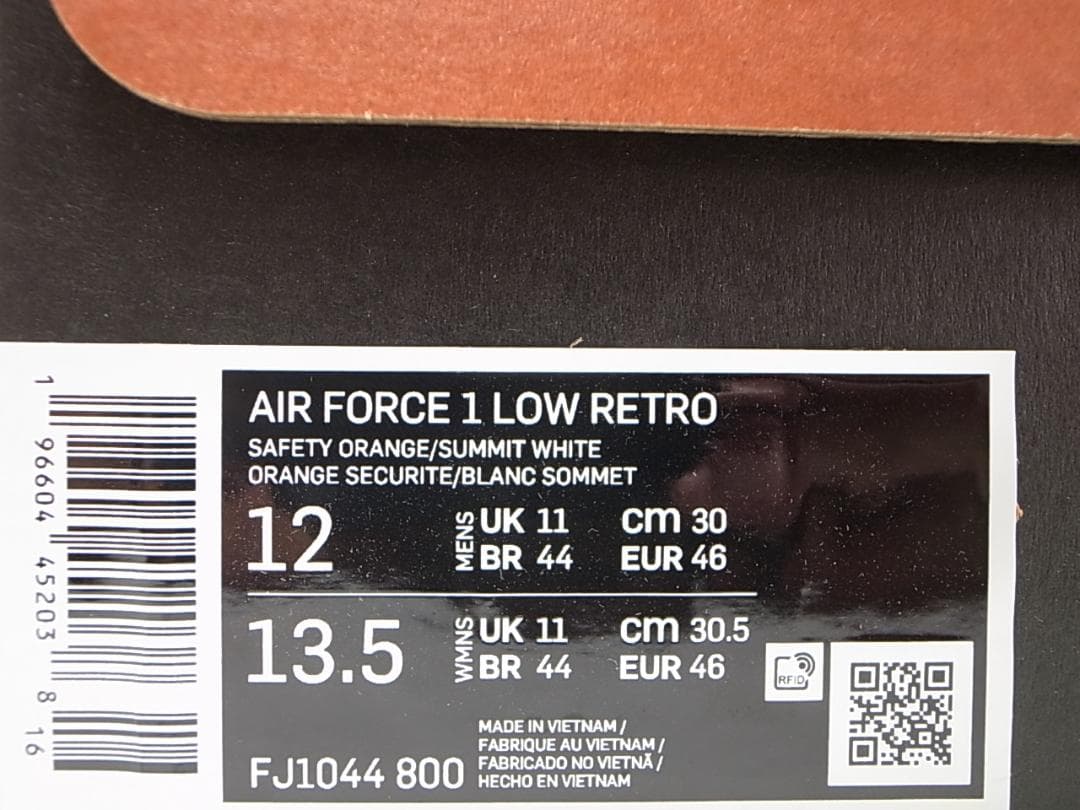 AIR FORCE 1 LOW RETRO
SAFETY ORANGE/SUMMIT WHITE
ORANGE SECURITE/BLANC SOMMET
12 MENS UK 11 cm 30
BR 44 EUR 46
13.5 WMNS UK 11 cm 30.5
BR 44 EUR 46
RFID
MADE IN VIETNAM /
FABRIQUE AU VIETNAM /
FABRICADO NO VIETNÃ /
HECHO EN VIETNAM
FJ1044 800
1 96604 45203 8 16